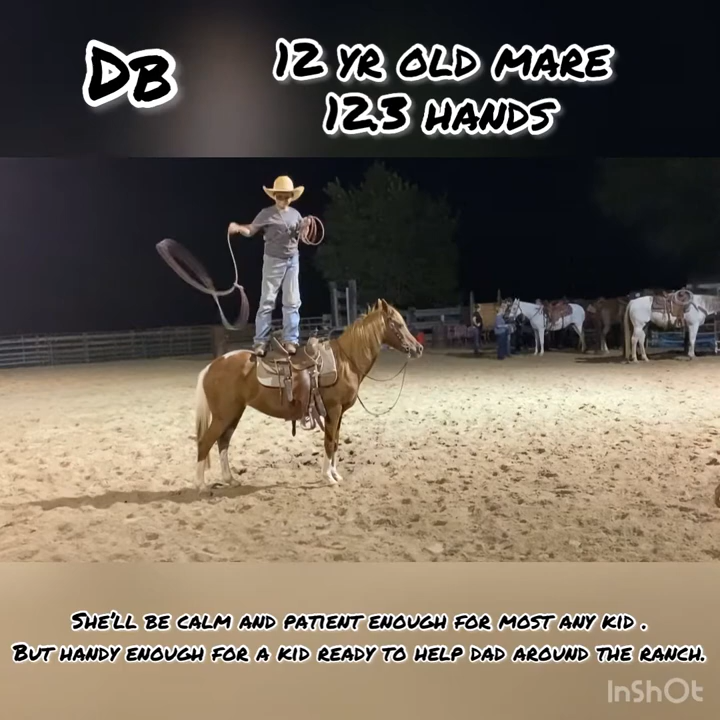 DB
12 YR OLD MARE
12.3 HANDS
SHE'LL BE CALM AND PATIENT ENOUGH FOR MOST ANY KID .
BUT HANDY ENOUGH FOR A KID READY TO HELP DAD AROUND THE RANCH.
InShOt